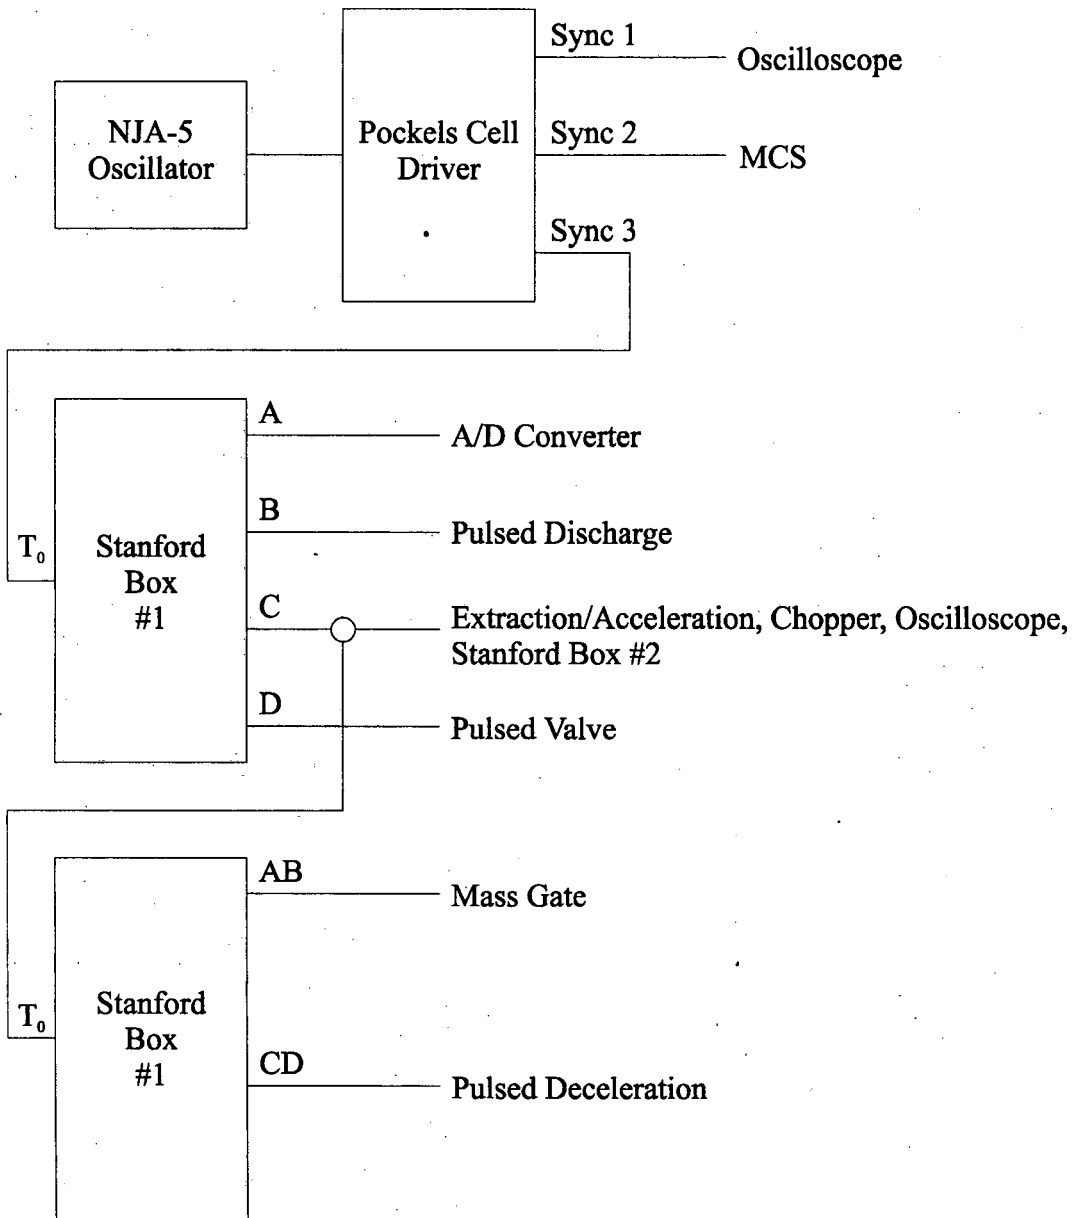 Sync 1
Oscilloscope
NJA-5
Oscillator
Pockels Cell
Driver
Sync 2
MCS
Sync 3
A
A/D Converter
B
Pulsed Discharge
T₀
Stanford
Box
#1
C
Extraction/Acceleration, Chopper, Oscilloscope,
Stanford Box #2
D
Pulsed Valve
AB
Mass Gate
T₀
Stanford
Box
#1
CD
Pulsed Deceleration